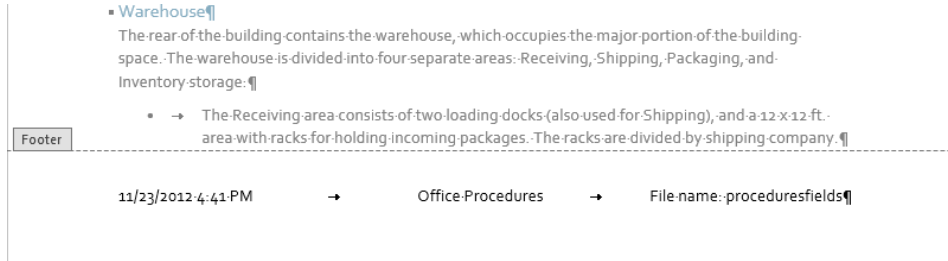 Warehouse¶
The rear of the building contains the warehouse, which occupies the major portion of the building
space. The warehouse is divided into four separate areas: Receiving, Shipping, Packaging, and
Inventory storage:¶
• → The Receiving area consists of two loading docks (also used for Shipping), and a 12 x 12 ft.
area with racks for holding incoming packages. The racks are divided by shipping company.¶
Footer
11/23/2012 4:41 PM → Office Procedures → File name: proceduresfields¶